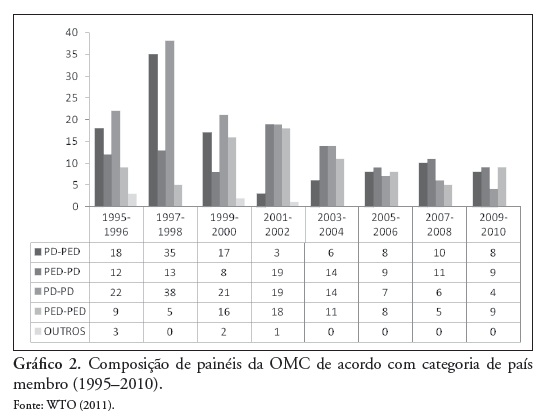 40
35
30
25
20
15
10
5
0
1995-1996 1997-1998 1999-2000 2001-2002 2003-2004 2005-2006 2007-2008 2009-2010
PD-PED 18 35 17 3 6 8 10 8
PED-PD 12 13 8 19 14 9 11 9
PD-PD 22 38 21 19 14 7 6 4
PED-PED 9 5 16 18 11 8 5 9
OUTROS 3 0 2 1 0 0 0 0
Gráfico 2. Composição de painéis da OMC de acordo com categoria de país
membro (1995–2010).
Fonte: WTO (2011).